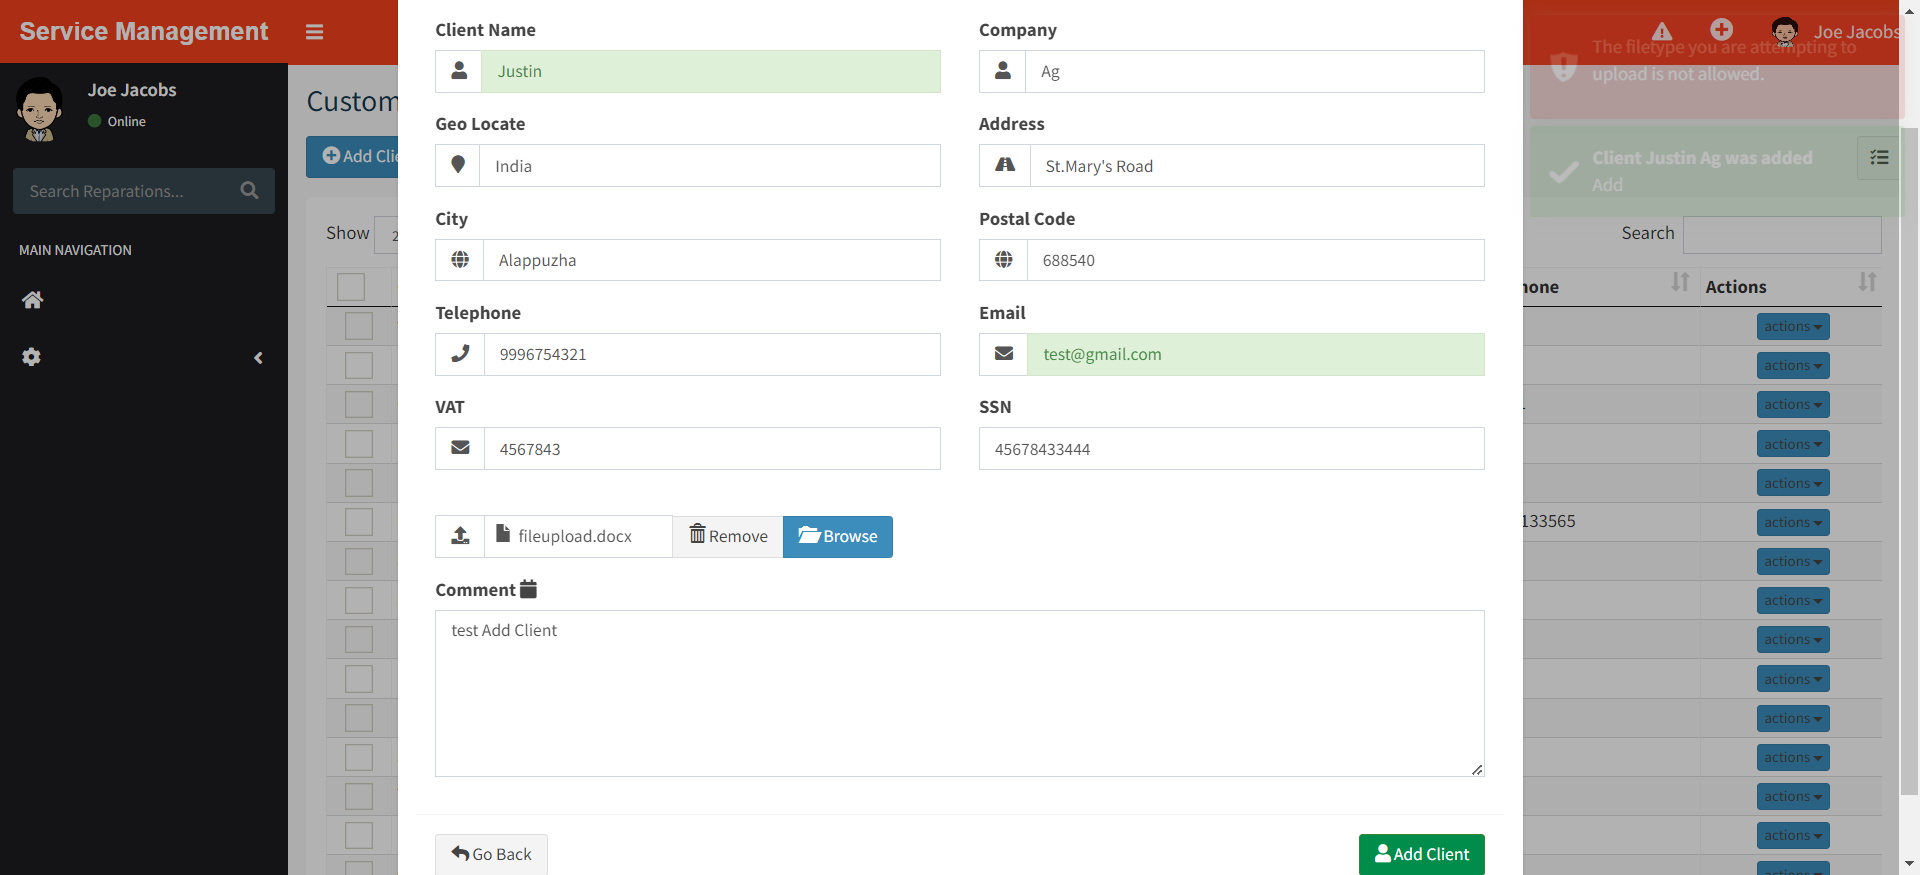 Service Management
Joe Jacobs
Joe Jacobs
Online
Search Reparations...
MAIN NAVIGATION
Custom
Add Clie
Show 2
Client Name
Justin
Company
Ag
Geo Locate
India
Address
St.Mary's Road
City
Alappuzha
Postal Code
688540
Telephone
9996754321
Email
test@gmail.com
VAT
4567843
SSN
45678433444
fileupload.docx
Remove
Browse
Comment
test Add Client
Go Back
Add Client
The filetype you are attempting to
upload is not allowed.
Client Justin Ag was added
Add
Search
hone
Actions
actions
actions
actions
actions
actions
133565
actions
actions
actions
actions
actions
actions
actions
actions
actions
actions